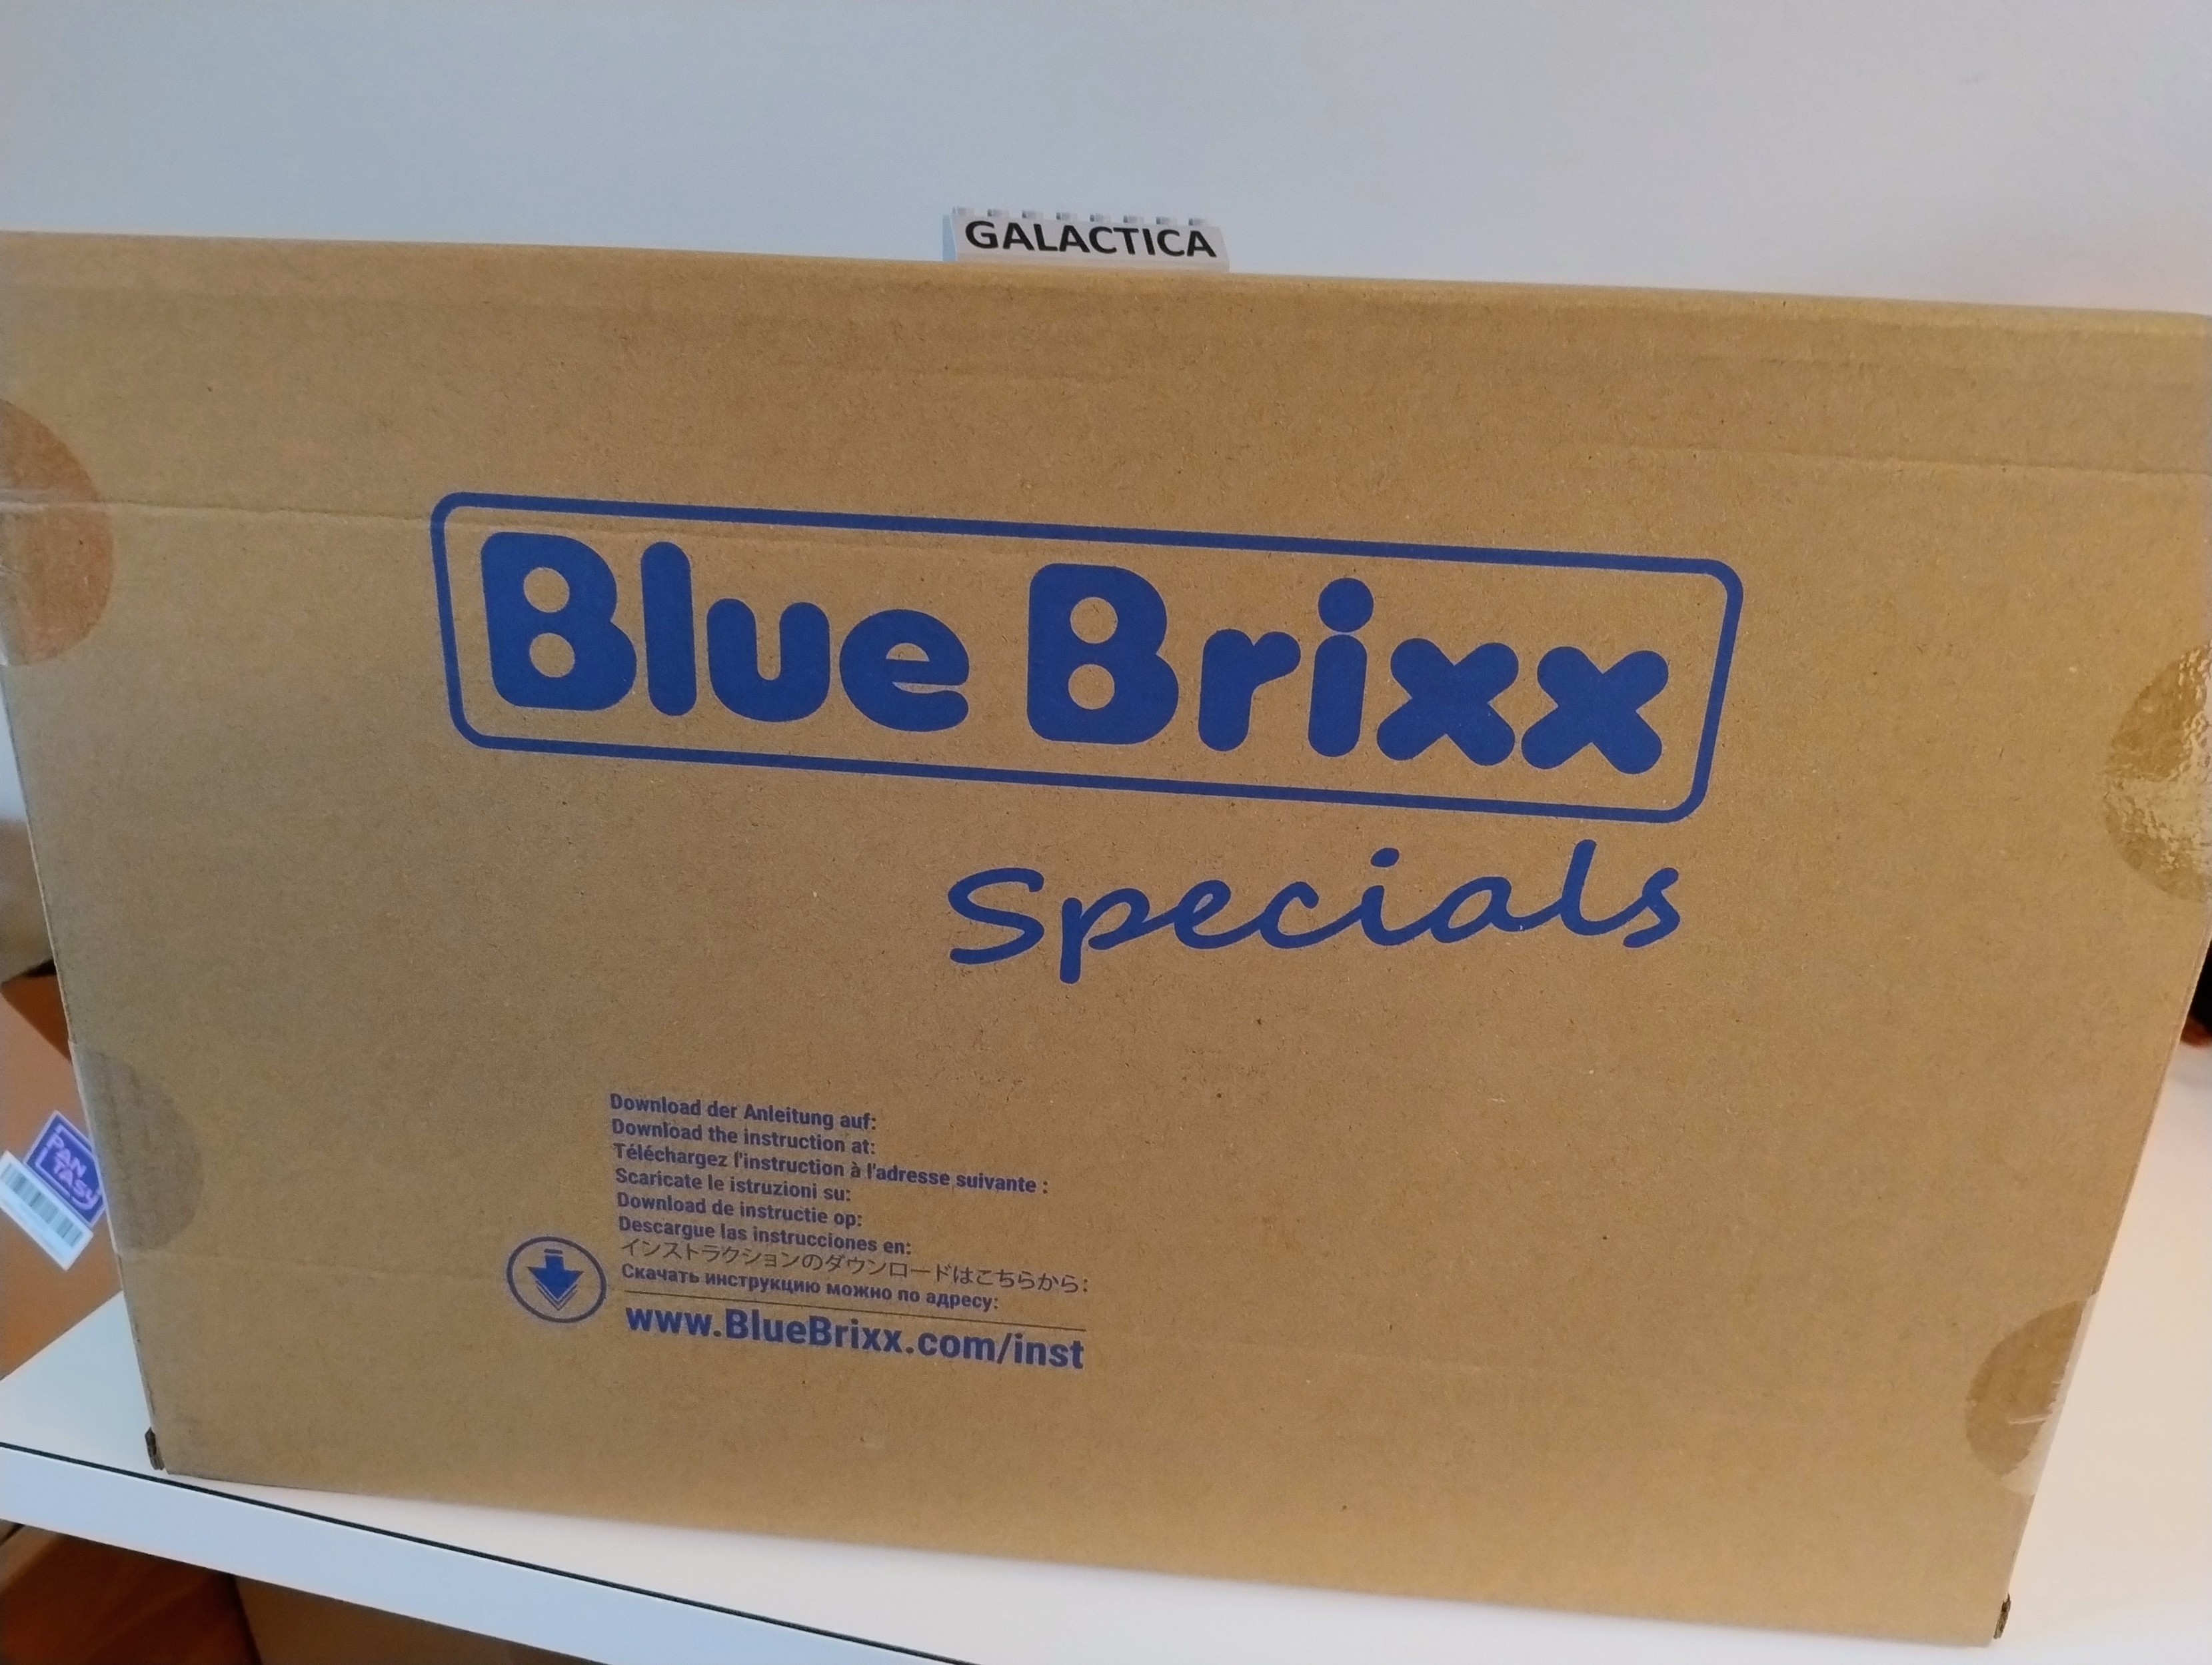 GALACTICA
Blue Brixx
Specials
Download der Anleitung auf:
Download the instruction at:
Téléchargez l'instruction à l'adresse suivante :
Scaricate le istruzioni su:
Download de instructie op:
Descargue las instrucciones en:
インストラクションのダウンロードはこちらから:
Скачать инструкцию можно по адресу:
www.BlueBrixx.com/inst
PAN
TASY